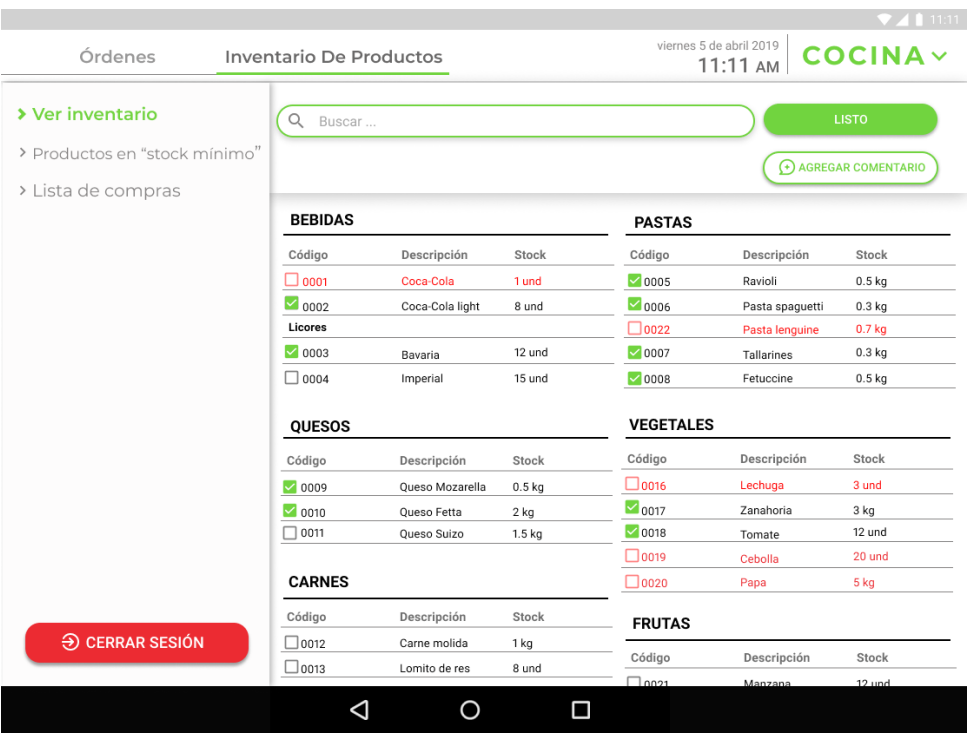 11:11
Órdenes
Inventario De Productos
viernes 5 de abril 2019
11:11 AM
COCINA
Ver inventario
Productos en “stock mínimo”
Lista de compras
CERRAR SESIÓN
Buscar ...
LISTO
AGREGAR COMENTARIO
BEBIDAS
Código Descripción Stock
0001 Coca-Cola 1 und
0002 Coca-Cola light 8 und
Licores
0003 Bavaria 12 und
0004 Imperial 15 und
QUESOS
Código Descripción Stock
0009 Queso Mozarella 0.5 kg
0010 Queso Fetta 2 kg
0011 Queso Suizo 1.5 kg
CARNES
Código Descripción Stock
0012 Carne molida 1 kg
0013 Lomito de res 8 und
PASTAS
Código Descripción Stock
0005 Ravioli 0.5 kg
0006 Pasta spaguetti 0.3 kg
0022 Pasta lenguine 0.7 kg
0007 Tallarines 0.3 kg
0008 Fetuccine 0.5 kg
VEGETALES
Código Descripción Stock
0016 Lechuga 3 und
0017 Zanahoria 3 kg
0018 Tomate 12 und
0019 Cebolla 20 und
0020 Papa 5 kg
FRUTAS
Código Descripción Stock
0021 Manzana 12 und